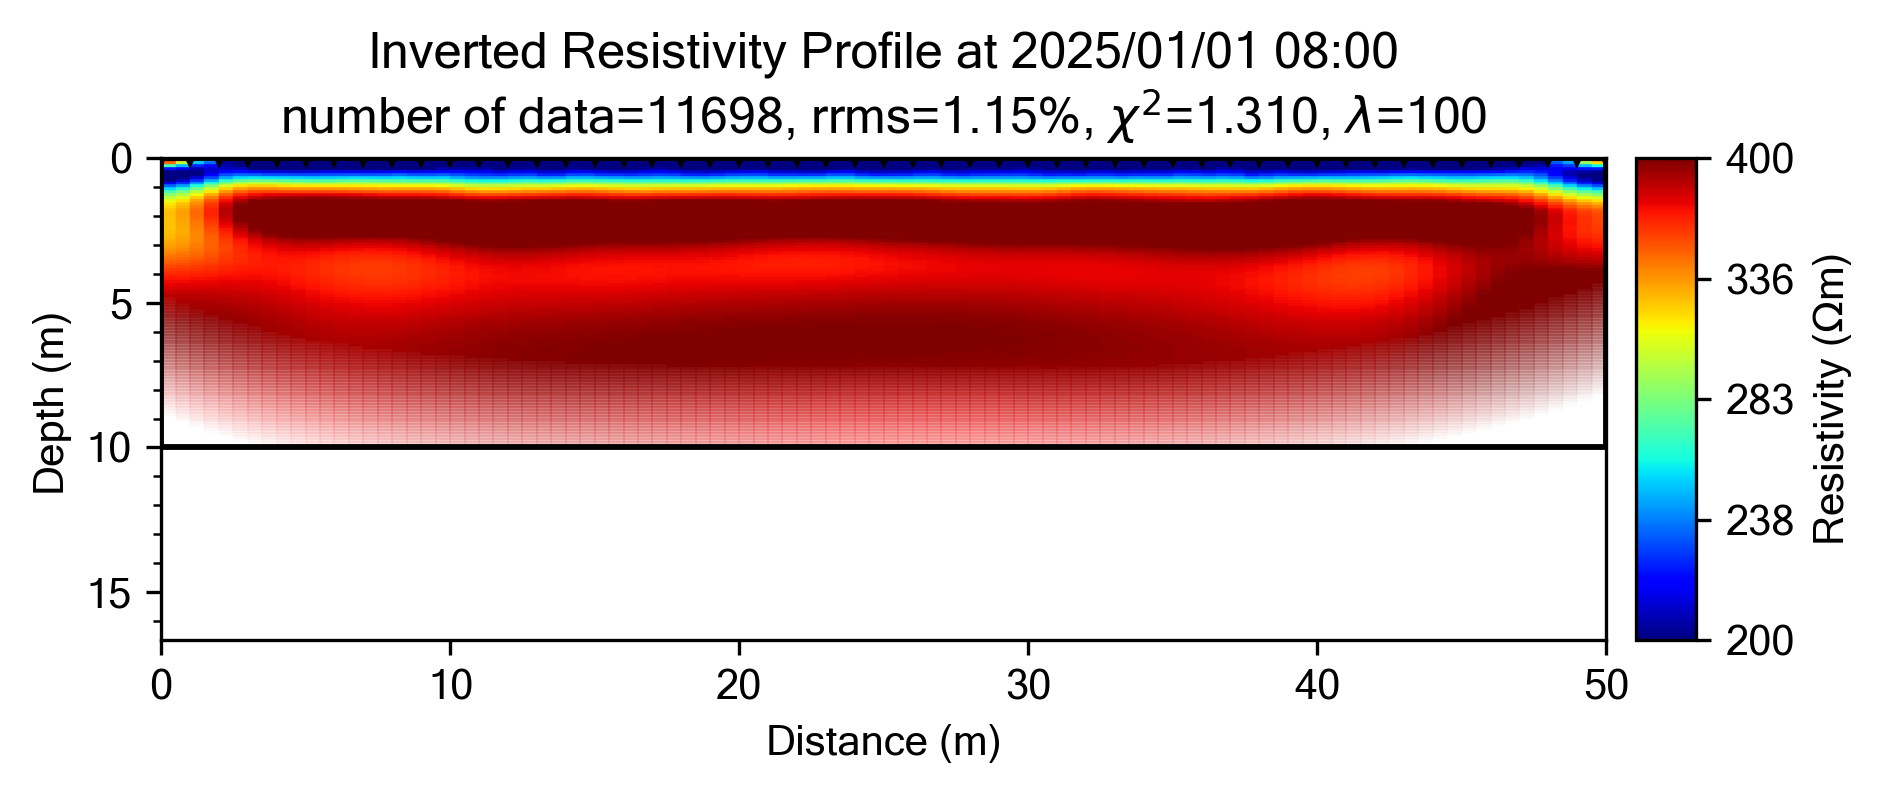 Inverted Resistivity Profile at 2025/01/01 08:00
number of data=11698, rrms=1.15%, χ²=1.310, λ=100
0
5
10
15
Depth (m)
0 10 20 30 40 50
Distance (m)
400
336
283
238
200
Resistivity (Ωm)